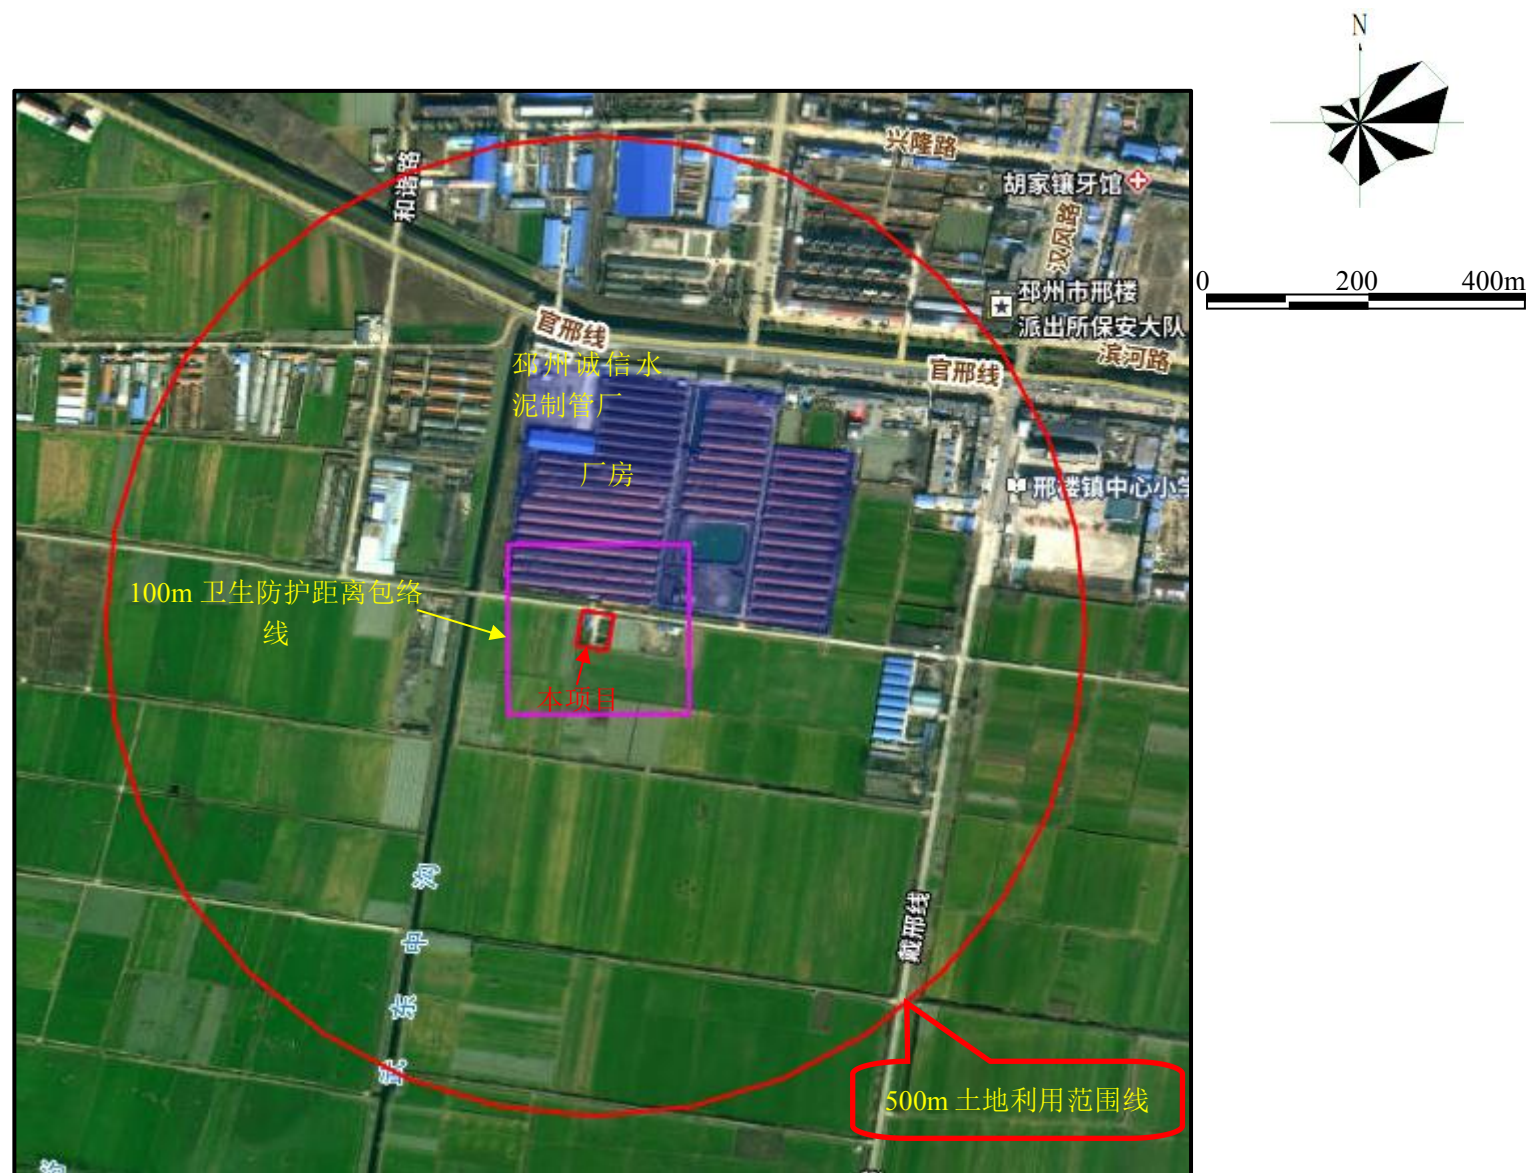 N
0 200 400m
兴隆路
胡家镶牙馆
和谐路
汉风路
邳州市邢楼
派出所保安大队
滨河路
官邢线
官邢线
邳州诚信水
泥制管厂
厂房
邢楼镇中心小学
100m 卫生防护距离包络
线
本项目
戴邢线
沟
中
东
500m 土地利用范围线